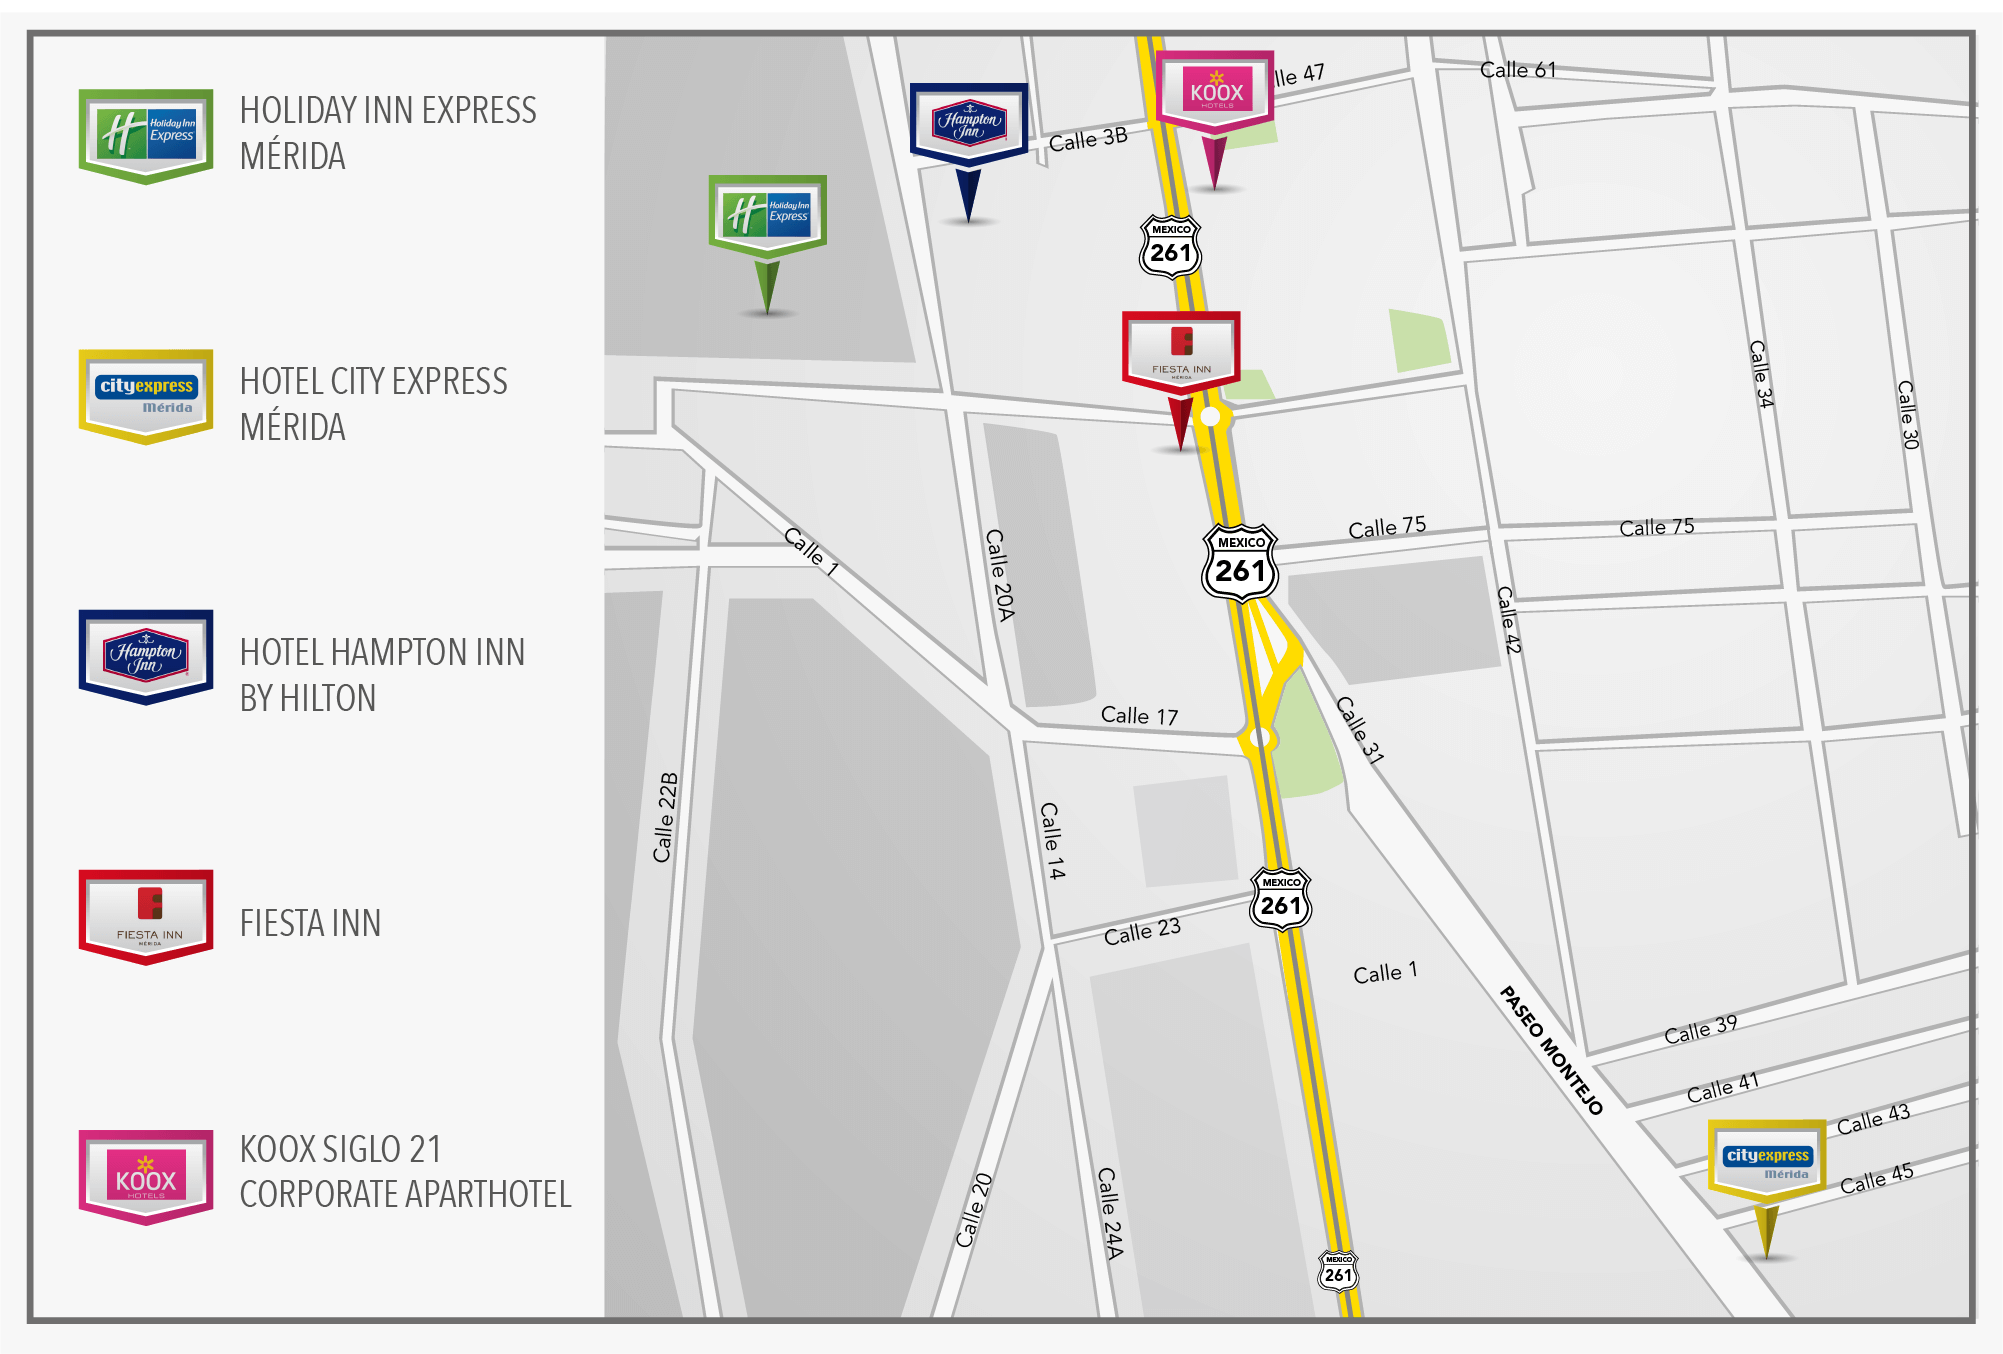 Holiday Inn
Express
HOLIDAY INN EXPRESS
MÉRIDA
cityexpress
mérida
HOTEL CITY EXPRESS
MÉRIDA
Hampton
Inn
HOTEL HAMPTON INN
BY HILTON
FIESTA INN
MÉRIDA
FIESTA INN
KOOX
HOTELS
KOOX SIGLO 21
CORPORATE APARTHOTEL
KOOX
HOTELS
lle 47
Calle 61
Hampton
Inn
Calle 3B
Holiday Inn
Express
MEXICO
261
FIESTA INN
MÉRIDA
Calle 34
Calle 30
Calle 1
Calle 20A
MEXICO
261
Calle 75
Calle 75
Calle 42
Calle 17
Calle 31
Calle 22B
Calle 14
MEXICO
261
Calle 23
Calle 1
PASEO MONTEJO
Calle 39
Calle 41
Calle 43
cityexpress
mérida
Calle 45
Calle 20
Calle 24A
MEXICO
261